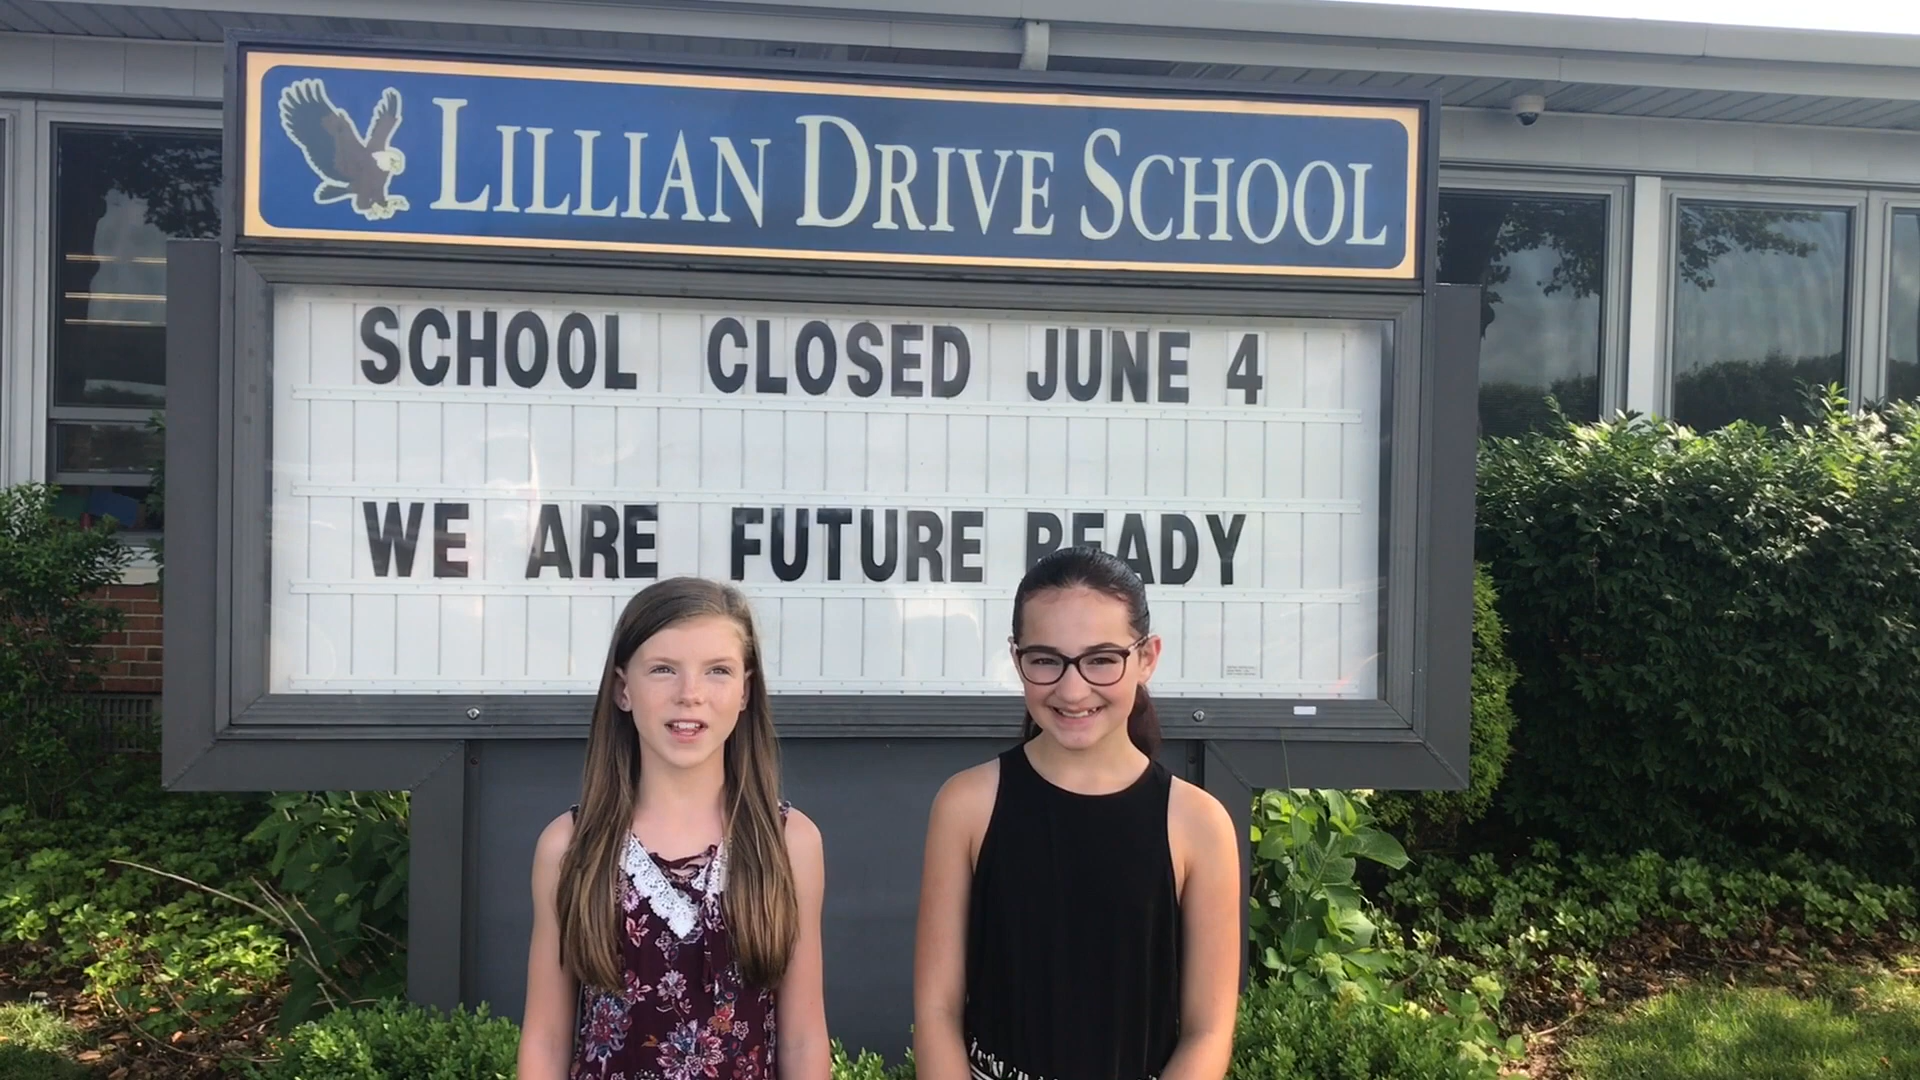 LILLIAN DRIVE SCHOOL
SCHOOL CLOSED JUNE 4
WE ARE FUTURE READY